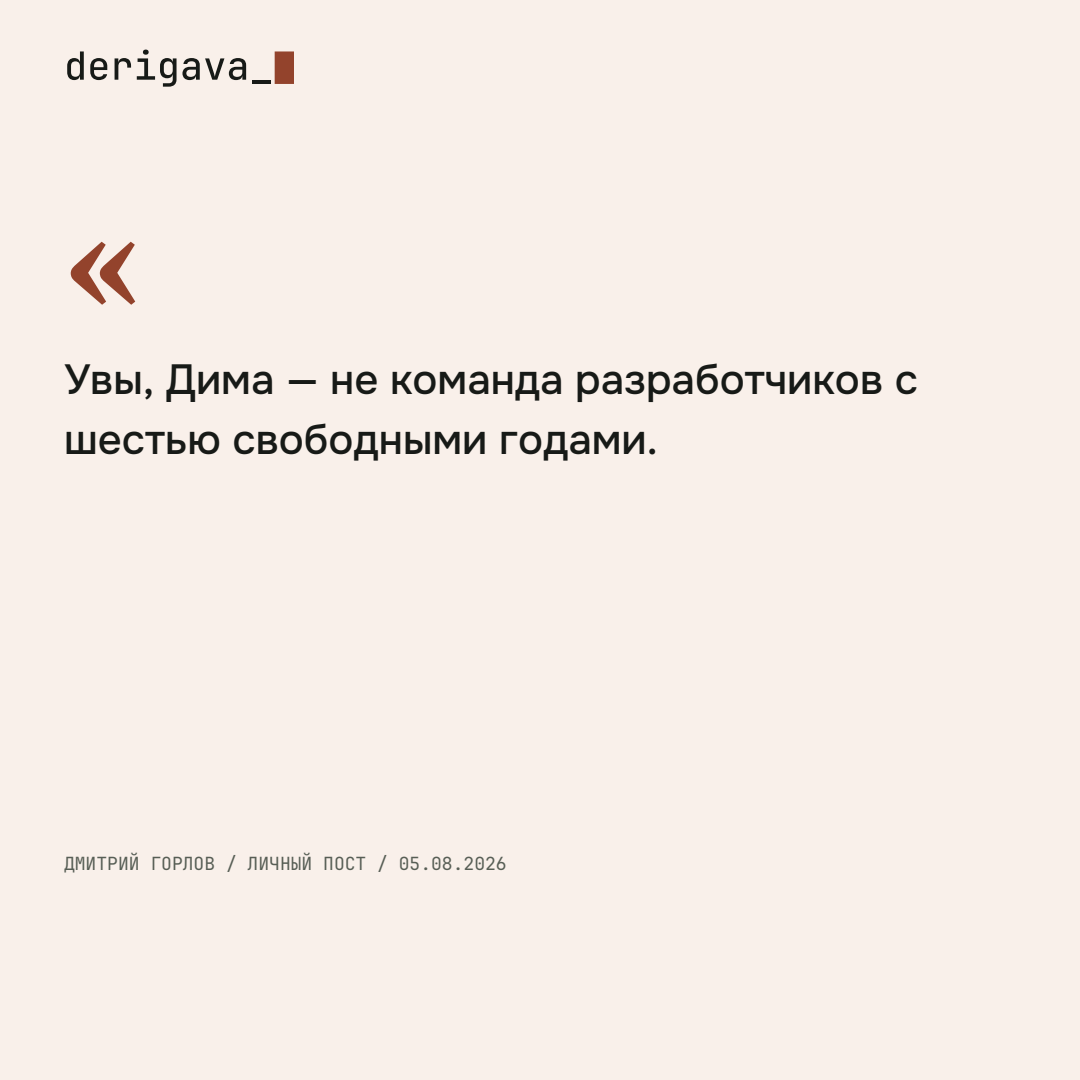 derigava_
«
Увы, Дима — не команда разработчиков с
шестью свободными годами.
ДМИТРИЙ ГОРЛОВ / ЛИЧНЫЙ ПОСТ / 05.08.2026